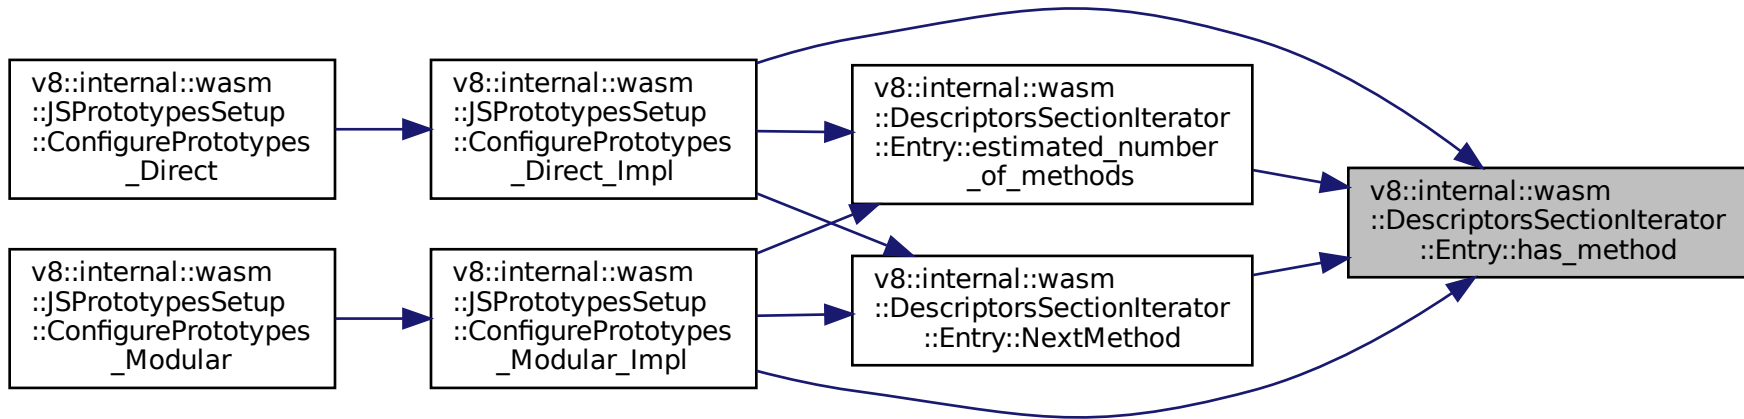 v8::internal::wasm
::JSPrototypesSetup
::ConfigurePrototypes
_Direct
v8::internal::wasm
::JSPrototypesSetup
::ConfigurePrototypes
_Direct_Impl
v8::internal::wasm
::DescriptorsSectionIterator
::Entry::estimated_number
_of_methods
v8::internal::wasm
::DescriptorsSectionIterator
::Entry::has_method
v8::internal::wasm
::JSPrototypesSetup
::ConfigurePrototypes
_Modular
v8::internal::wasm
::JSPrototypesSetup
::ConfigurePrototypes
_Modular_Impl
v8::internal::wasm
::DescriptorsSectionIterator
::Entry::NextMethod